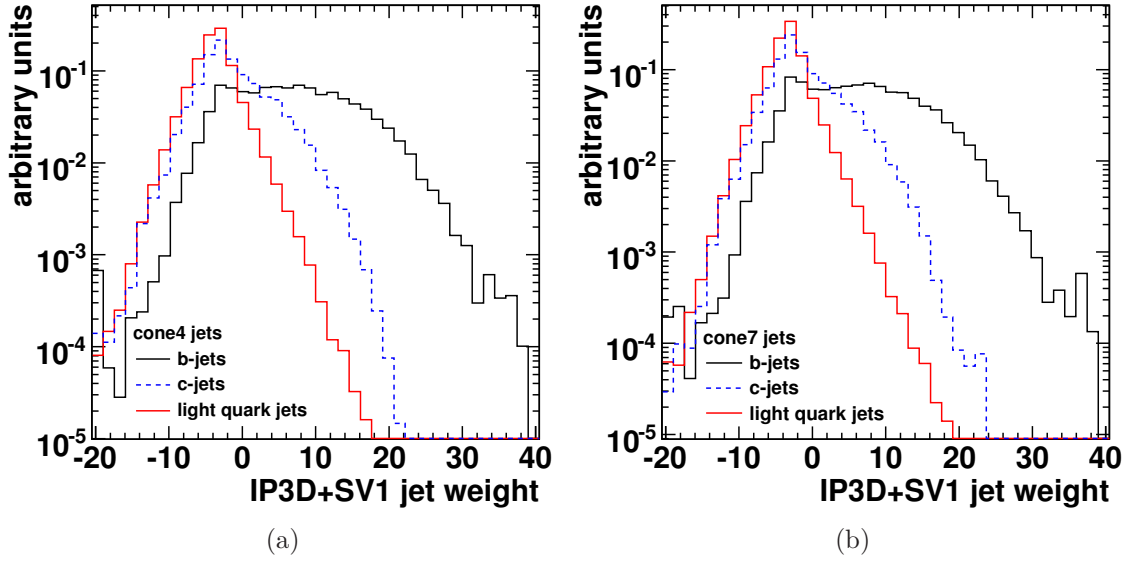 arbitrary units
10⁻¹
10⁻²
10⁻³
10⁻⁴
10⁻⁵
cone4 jets
b-jets
c-jets
light quark jets
-20 -10 0 10 20 30 40
IP3D+SV1 jet weight
(a)
arbitrary units
10⁻¹
10⁻²
10⁻³
10⁻⁴
10⁻⁵
cone7 jets
b-jets
c-jets
light quark jets
-20 -10 0 10 20 30 40
IP3D+SV1 jet weight
(b)